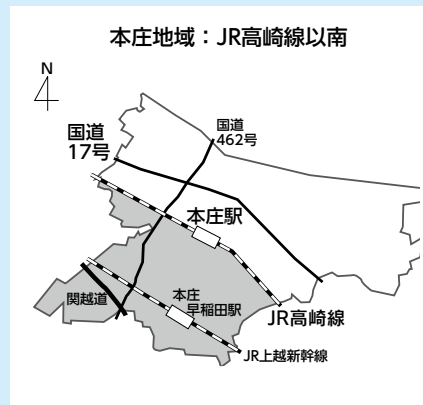 本庄地域：JR高崎線以南
N
国道
462号
国道
17号
本庄駅
関越道
本庄
早稲田駅
JR高崎線
JR上越新幹線